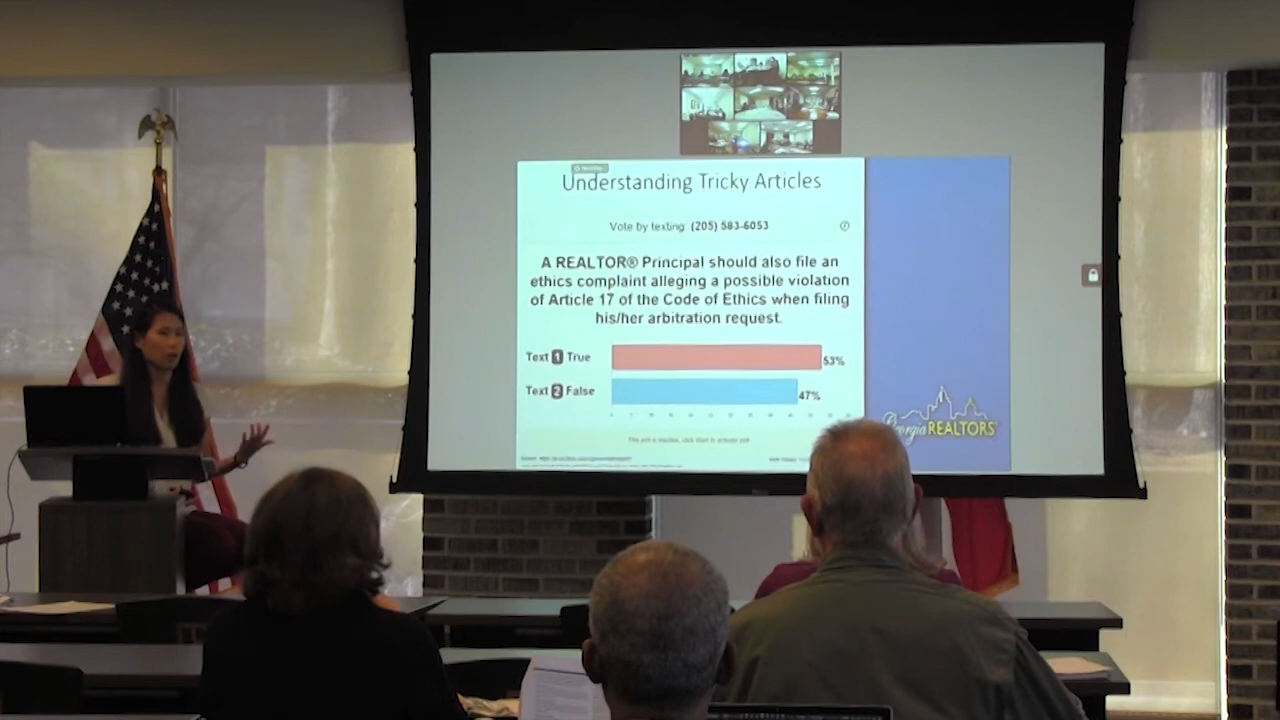 Understanding Tricky Articles
Vote by texting: (205) 583-6053
A REALTOR® Principal should also file an
ethics complaint alleging a possible violation
of Article 17 of the Code of Ethics when filing
his/her arbitration request.
Text 1 True
53%
Text 2 False
47%
Georgia REALTORS®